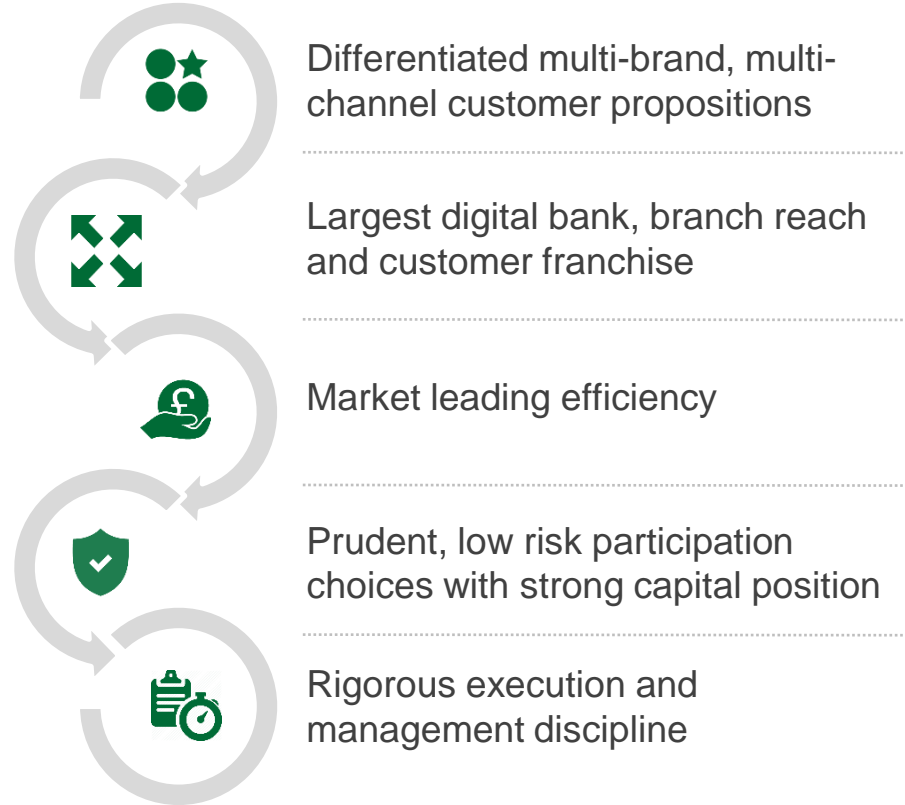 Differentiated multi-brand, multi-
channel customer propositions
Largest digital bank, branch reach
and customer franchise
£
Market leading efficiency
Prudent, low risk participation
choices with strong capital position
Rigorous execution and
management discipline